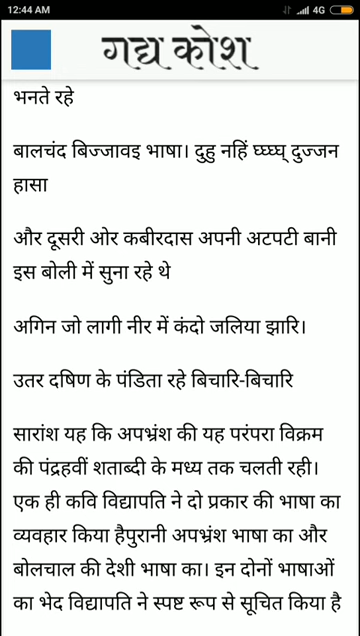 12:44 AM
4G
गद्य कोश
भनते रहे
बालचंद बिज्जावइ भाषा। दुहु नहिं घ्घ्घ्घ् दुज्जन
हासा
और दूसरी ओर कबीरदास अपनी अटपटी बानी
इस बोली में सुना रहे थे
अगिन जो लागी नीर में कंदो जलिया झारि।
उतर दषिण के पंडिता रहे बिचारि-बिचारि
सारांश यह कि अपभ्रंश की यह परंपरा विक्रम
की पंद्रहवीं शताब्दी के मध्य तक चलती रही।
एक ही कवि विद्यापति ने दो प्रकार की भाषा का
व्यवहार किया हैपुरानी अपभ्रंश भाषा का और
बोलचाल की देशी भाषा का। इन दोनों भाषाओं
का भेद विद्यापति ने स्पष्ट रूप से सूचित किया है